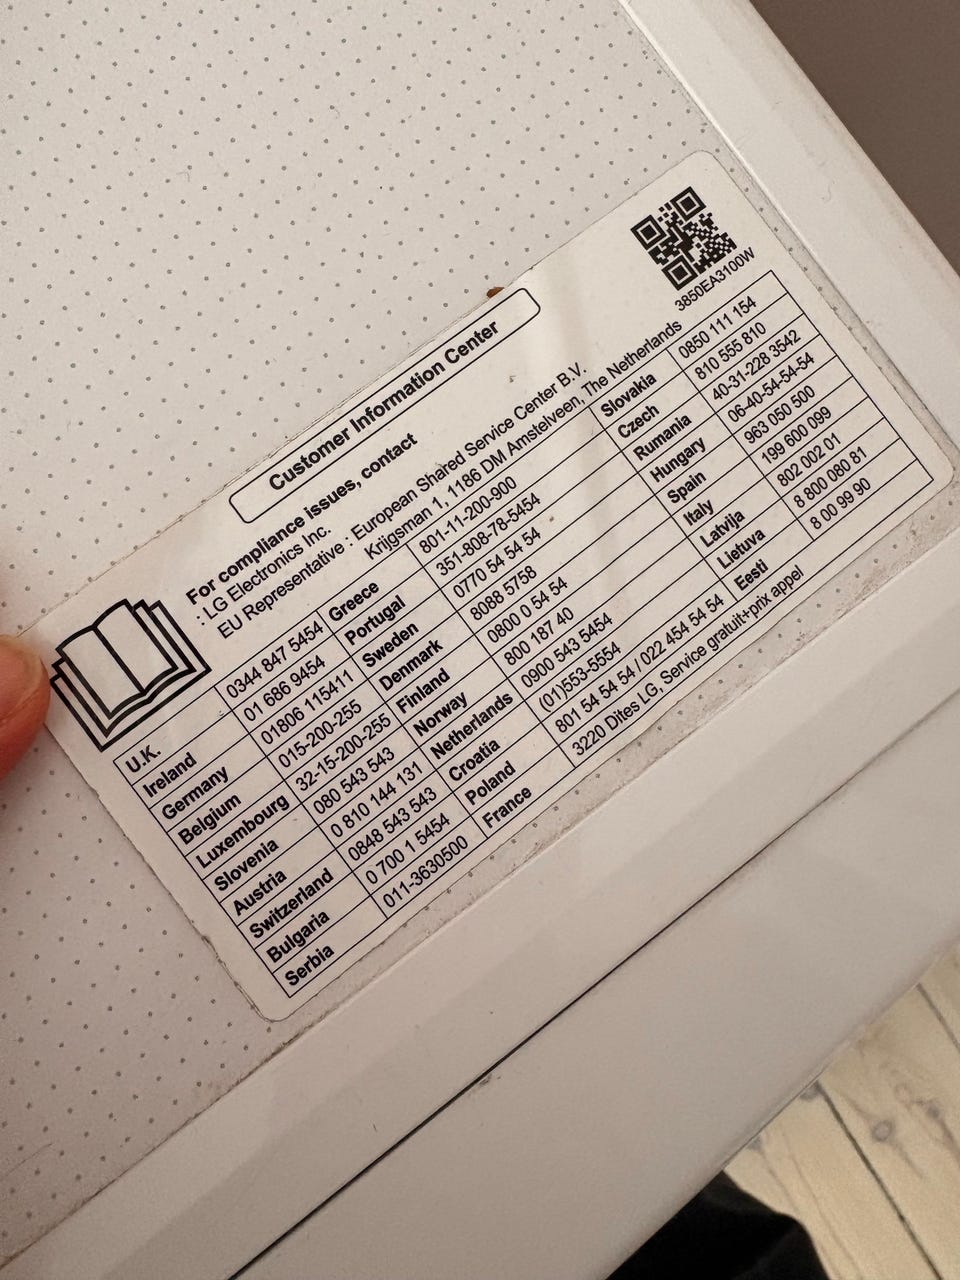 3850EA3100W
Customer Information Center
For compliance issues, contact
: LG Electronics Inc.
EU Representative : European Shared Service Center B.V.
Krijgsman 1, 1186 DM Amstelveen, The Netherlands
U.K. 0344 847 5454 Greece 801-11-200-900 Slovakia 0850 111 154
Ireland 01 686 9454 Portugal 351-808-78-5454 Czech 810 555 810
Germany 01806 115411 Sweden 0770 54 54 54 Rumania 40-31-228 3542
Belgium 015-200-255 Denmark 8088 5758 Hungary 06-40-54-54-54
Luxembourg 32-15-200-255 Finland 0800 0 54 54 Spain 963 050 500
Slovenia 080 543 543 Norway 800 187 40 Italy 199 600 099
Austria 0 810 144 131 Netherlands 0900 543 5454 Latvija 802 002 01
Switzerland 0848 543 543 Croatia (01)553-5554 Lietuva 8 800 080 81
Bulgaria 0 700 1 5454 Poland 801 54 54 54 / 022 454 54 54 Eesti 8 00 99 90
Serbia 011-3630500 France 3220 Dites LG, Service gratuit+prix appel